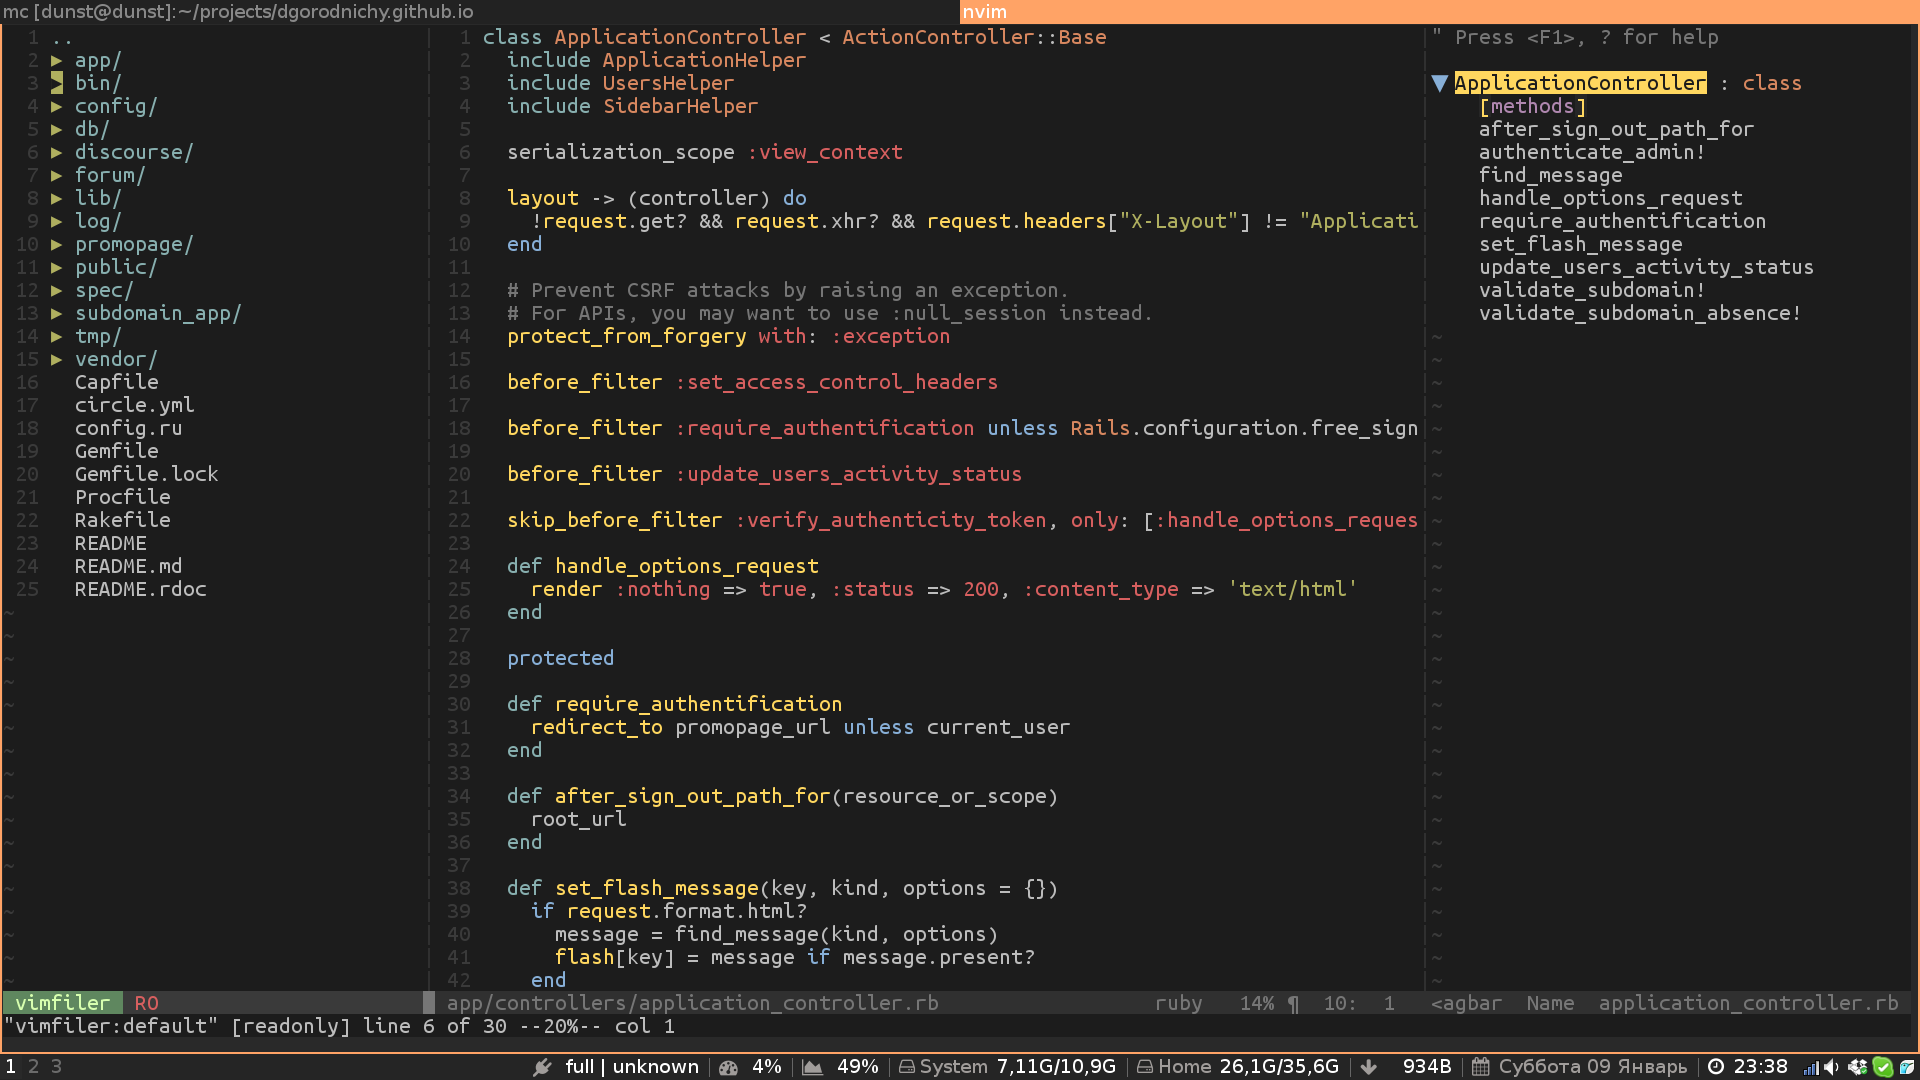 mc [dunst@dunst]:~/projects/dgorodnichy.github.io
nvim
1 ..
2 ▶ app/
3 ▶ bin/
4 ▶ config/
5 ▶ db/
6 ▶ discourse/
7 ▶ forum/
8 ▶ lib/
9 ▶ log/
10 ▶ promopage/
11 ▶ public/
12 ▶ spec/
13 ▶ subdomain_app/
14 ▶ tmp/
15 ▶ vendor/
16 Capfile
17 circle.yml
18 config.ru
19 Gemfile
20 Gemfile.lock
21 Procfile
22 Rakefile
23 README
24 README.md
25 README.rdoc
vimfiler RO
1 class ApplicationController < ActionController::Base
2   include ApplicationHelper
3   include UsersHelper
4   include SidebarHelper
5
6   serialization_scope :view_context
7
8   layout -> (controller) do
9     !request.get? && request.xhr? && request.headers["X-Layout"] != "Applicati
10   end
11
12   # Prevent CSRF attacks by raising an exception.
13   # For APIs, you may want to use :null_session instead.
14   protect_from_forgery with: :exception
15
16   before_filter :set_access_control_headers
17
18   before_filter :require_authentification unless Rails.configuration.free_sign
19
20   before_filter :update_users_activity_status
21
22   skip_before_filter :verify_authenticity_token, only: [:handle_options_reques
23
24   def handle_options_request
25     render :nothing => true, :status => 200, :content_type => 'text/html'
26   end
27
28   protected
29
30   def require_authentification
31     redirect_to promopage_url unless current_user
32   end
33
34   def after_sign_out_path_for(resource_or_scope)
35     root_url
36   end
37
38   def set_flash_message(key, kind, options = {})
39     if request.format.html?
40       message = find_message(kind, options)
41       flash[key] = message if message.present?
42     end
app/controllers/application_controller.rb ruby 14% ¶ 10: 1
" Press <F1>, ? for help
▼ ApplicationController : class
[methods]
after_sign_out_path_for
authenticate_admin!
find_message
handle_options_request
require_authentification
set_flash_message
update_users_activity_status
validate_subdomain!
validate_subdomain_absence!
<agbar Name application_controller.rb
"vimfiler:default" [readonly] line 6 of 30 --20%-- col 1
1 2 3 full | unknown 4% 49% System 7,11G/10,9G Home 26,1G/35,6G 934B Суббота 09 Январь 23:38